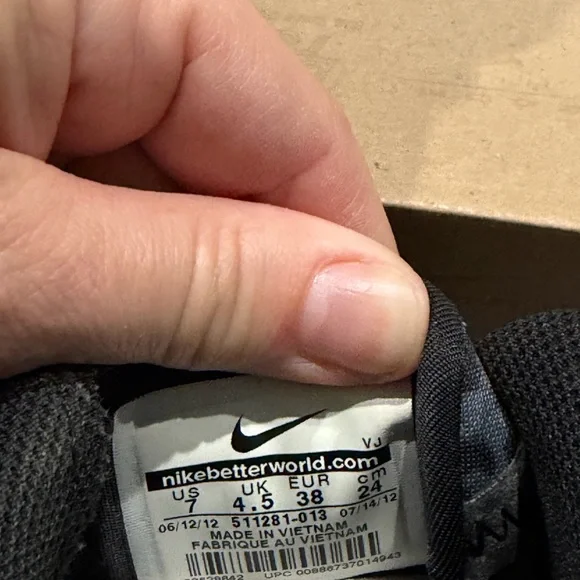 VJ
nikebetterworld.com
US UK EUR cm
7 4.5 38 24
06/12/12 511281-013 07/14/12
MADE IN VIETNAM
FABRIQUE AU VIETNAM
UPC 00886737014943